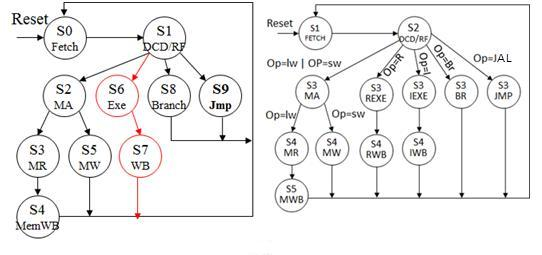 Reset
S0
Fetch
S1
DCD/RF
S2
MA
S6
Exe
S8
Branch
S9
Jmp
S3
MR
S5
MW
S7
WB
S4
MemWB
Reset
S1
FETCH
S2
DCD/RF
Op=lw | OP=sw
Op=R
Op=I
Op=Br
Op=JAL
S3
MA
S3
REXE
S3
IEXE
S3
BR
S3
JMP
Op=lw
Op=sw
S4
MR
S4
MW
S4
RWB
S4
IWB
S5
MWB